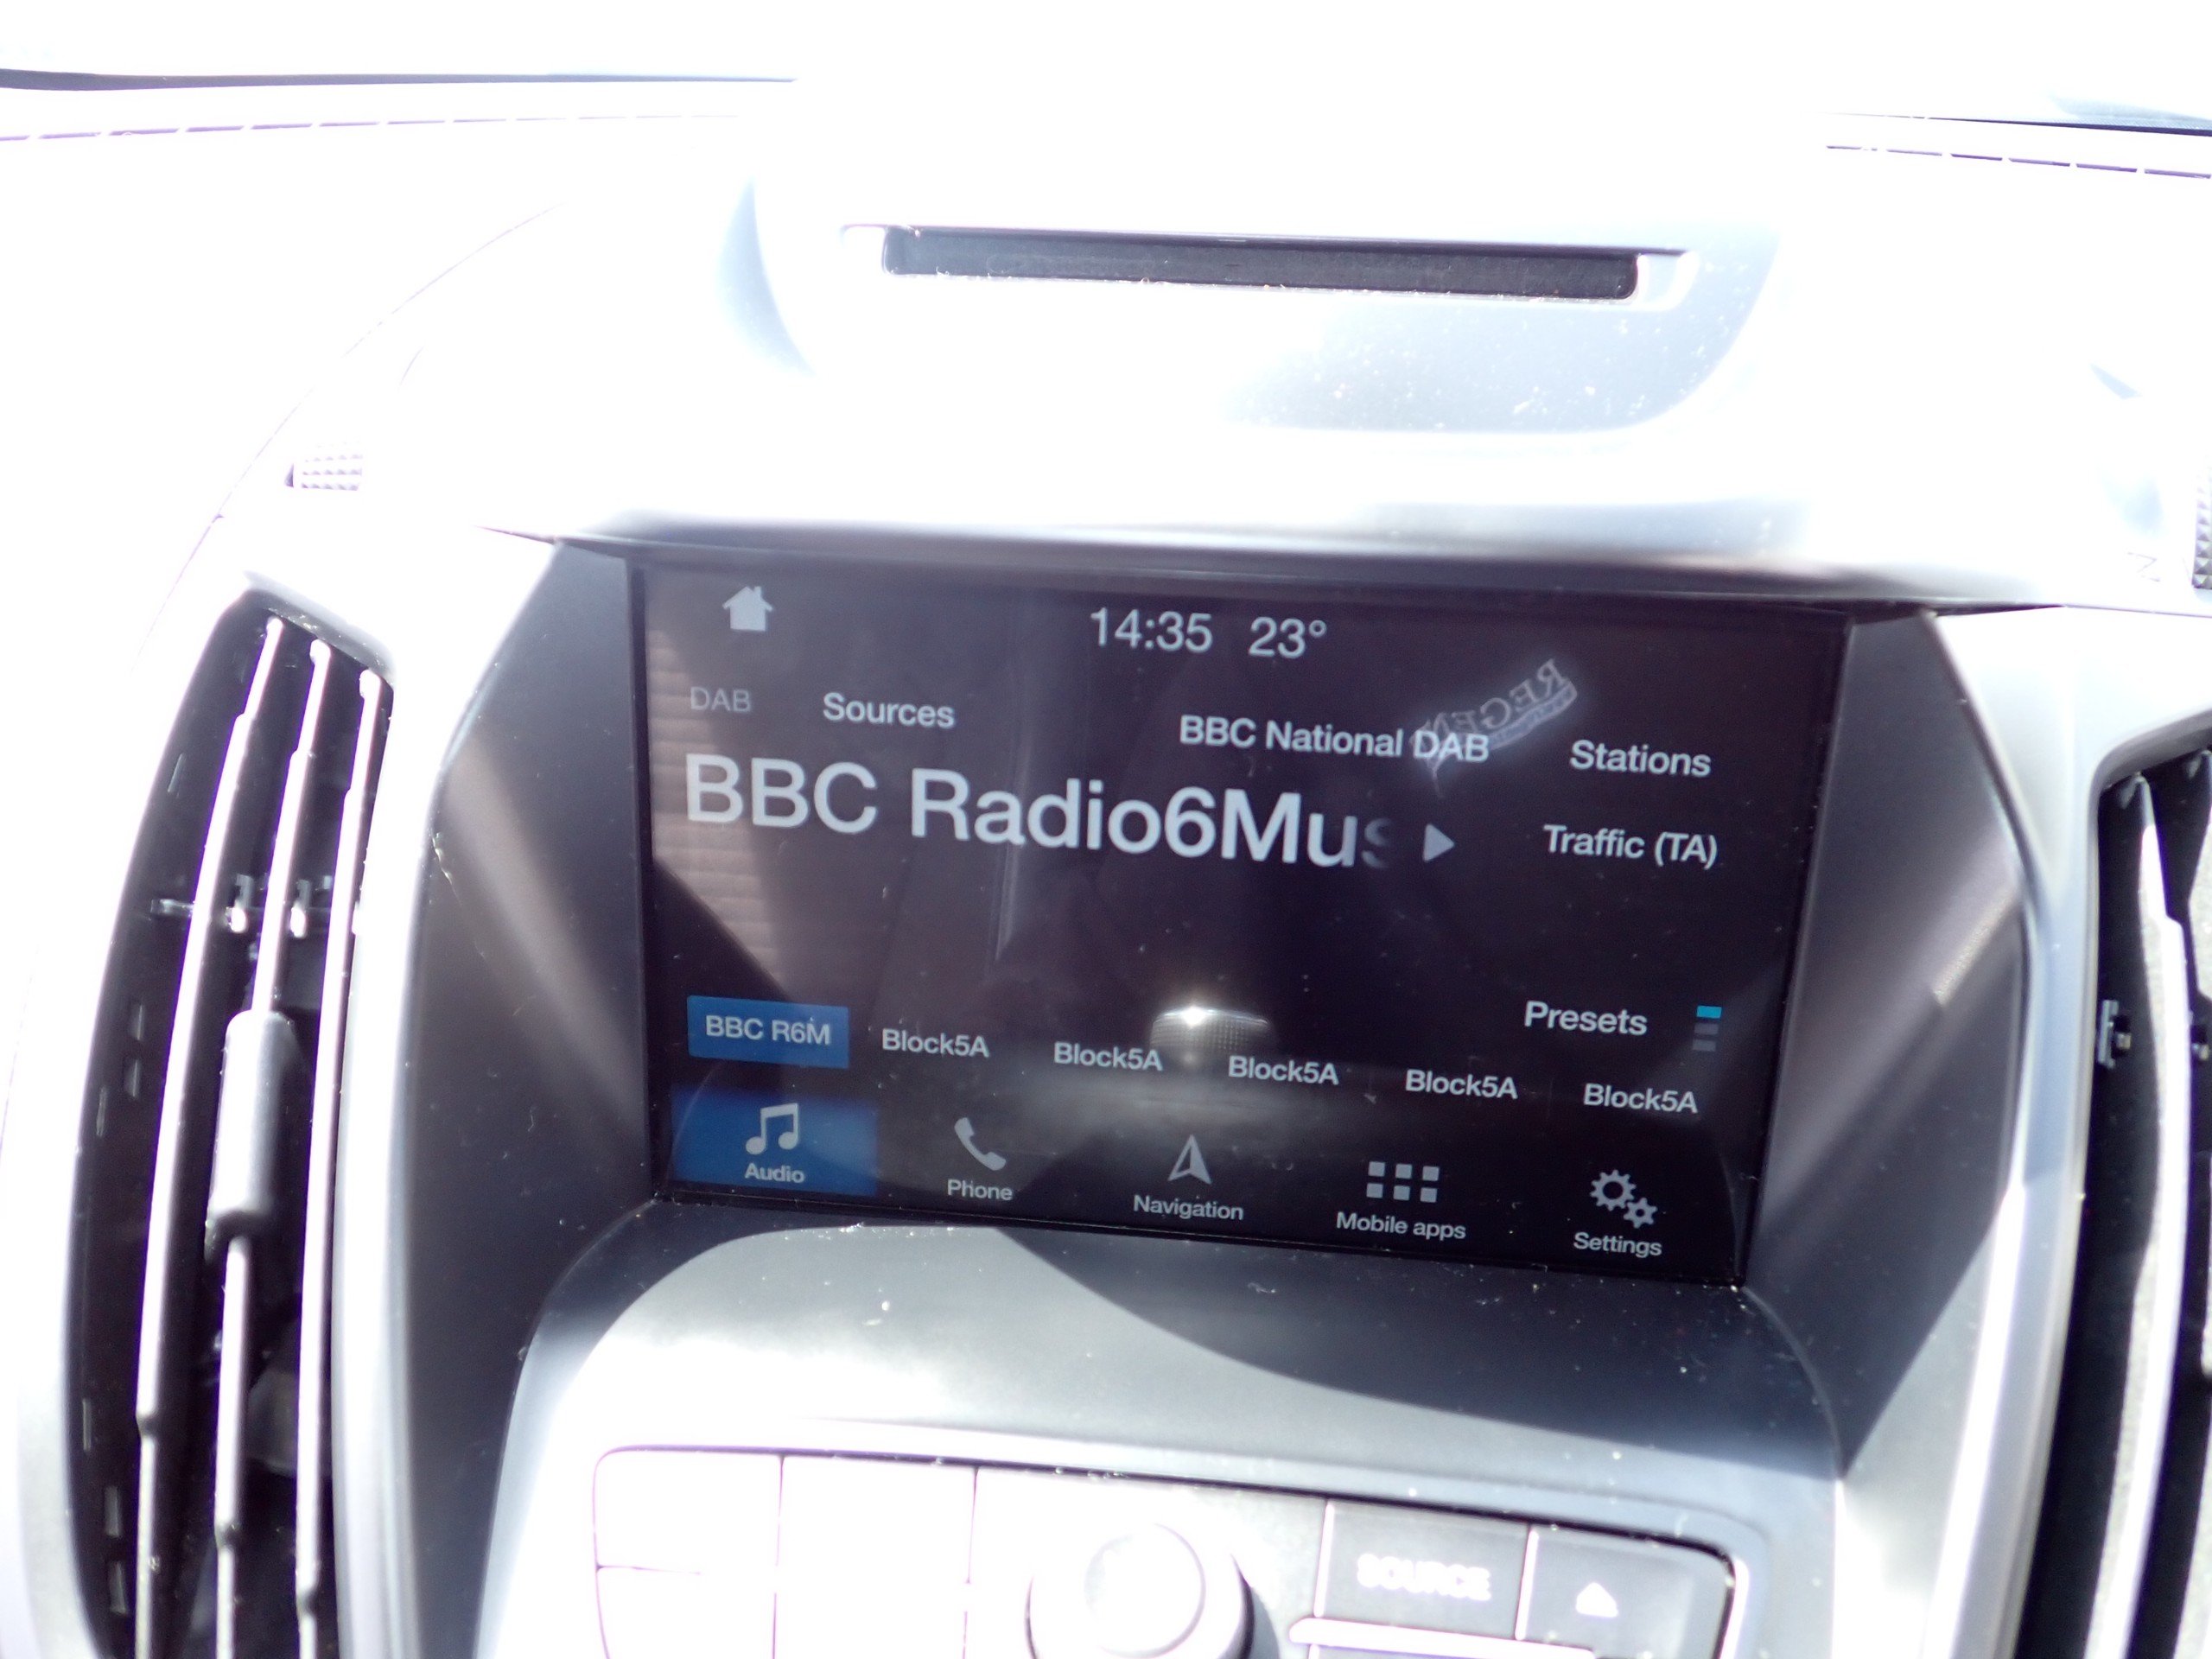 14:35 23°
DAB Sources BBC National DAB Stations
BBC Radio6Mus Traffic (TA)
Presets
BBC R6M Block5A Block5A Block5A Block5A Block5A
Audio Phone Navigation Mobile apps Settings
SOURCE